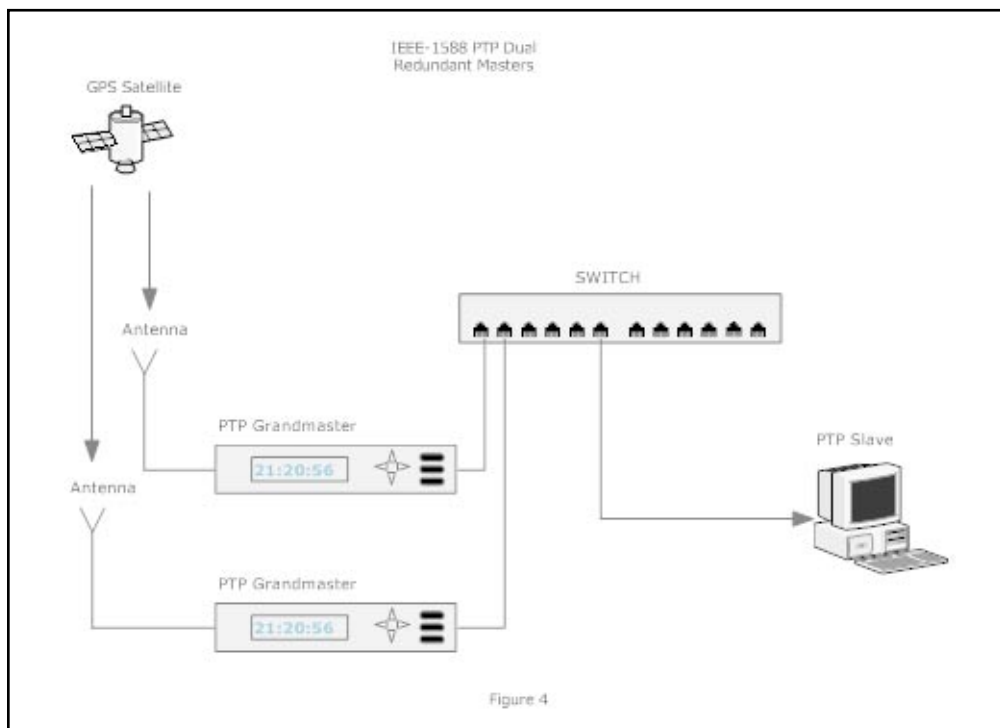 IEEE-1588 PTP Dual
Redundant Masters
GPS Satellite
SWITCH
Antenna
PTP Grandmaster
21:20:56
PTP Slave
Antenna
PTP Grandmaster
21:20:56
Figure 4